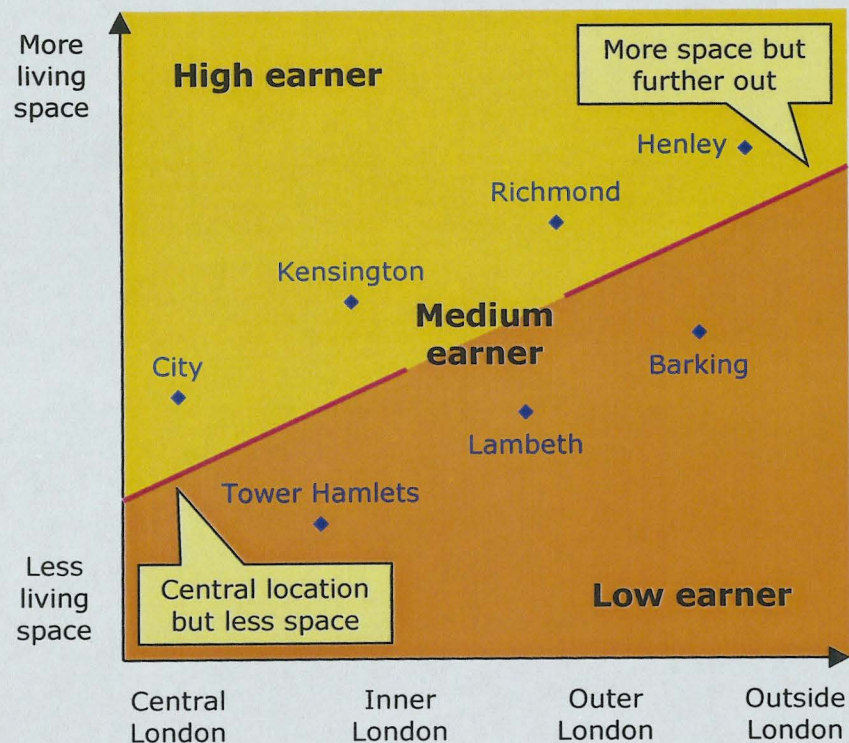 More
living
space
High earner
More space but
further out
Henley
Richmond
Kensington
Medium
earner
City
Barking
Lambeth
Tower Hamlets
Less
living
space
Central location
but less space
Low earner
Central
London
Inner
London
Outer
London
Outside
London